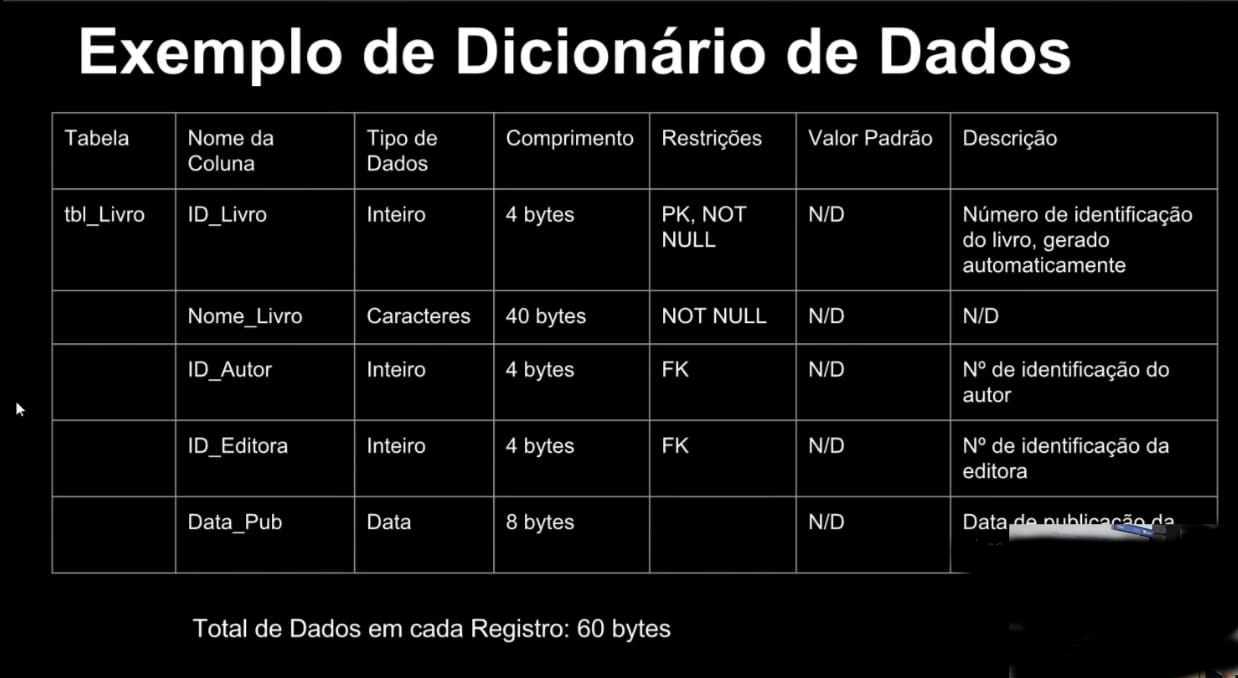 Exemplo de Dicionário de Dados
Tabela
Nome da
Coluna
Tipo de
Dados
Comprimento
Restrições
Valor Padrão
Descrição
tbl_Livro
ID_Livro
Inteiro
4 bytes
PK, NOT
NULL
N/D
Número de identificação
do livro, gerado
automaticamente
Nome_Livro
Caracteres
40 bytes
NOT NULL
N/D
N/D
ID_Autor
Inteiro
4 bytes
FK
N/D
Nº de identificação do
autor
ID_Editora
Inteiro
4 bytes
FK
N/D
Nº de identificação da
editora
Data_Pub
Data
8 bytes
N/D
Data de publicação da
Total de Dados em cada Registro: 60 bytes